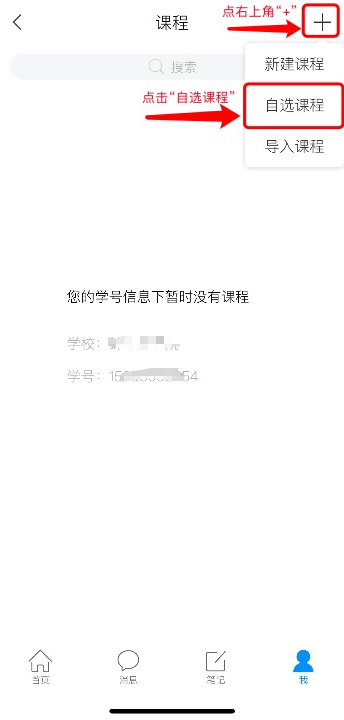 点右上角“+”
课程
新建课程
搜索
点击“自选课程”
自选课程
导入课程
您的学号信息下暂时没有课程
学校：
学号：
首页
消息
笔记
我